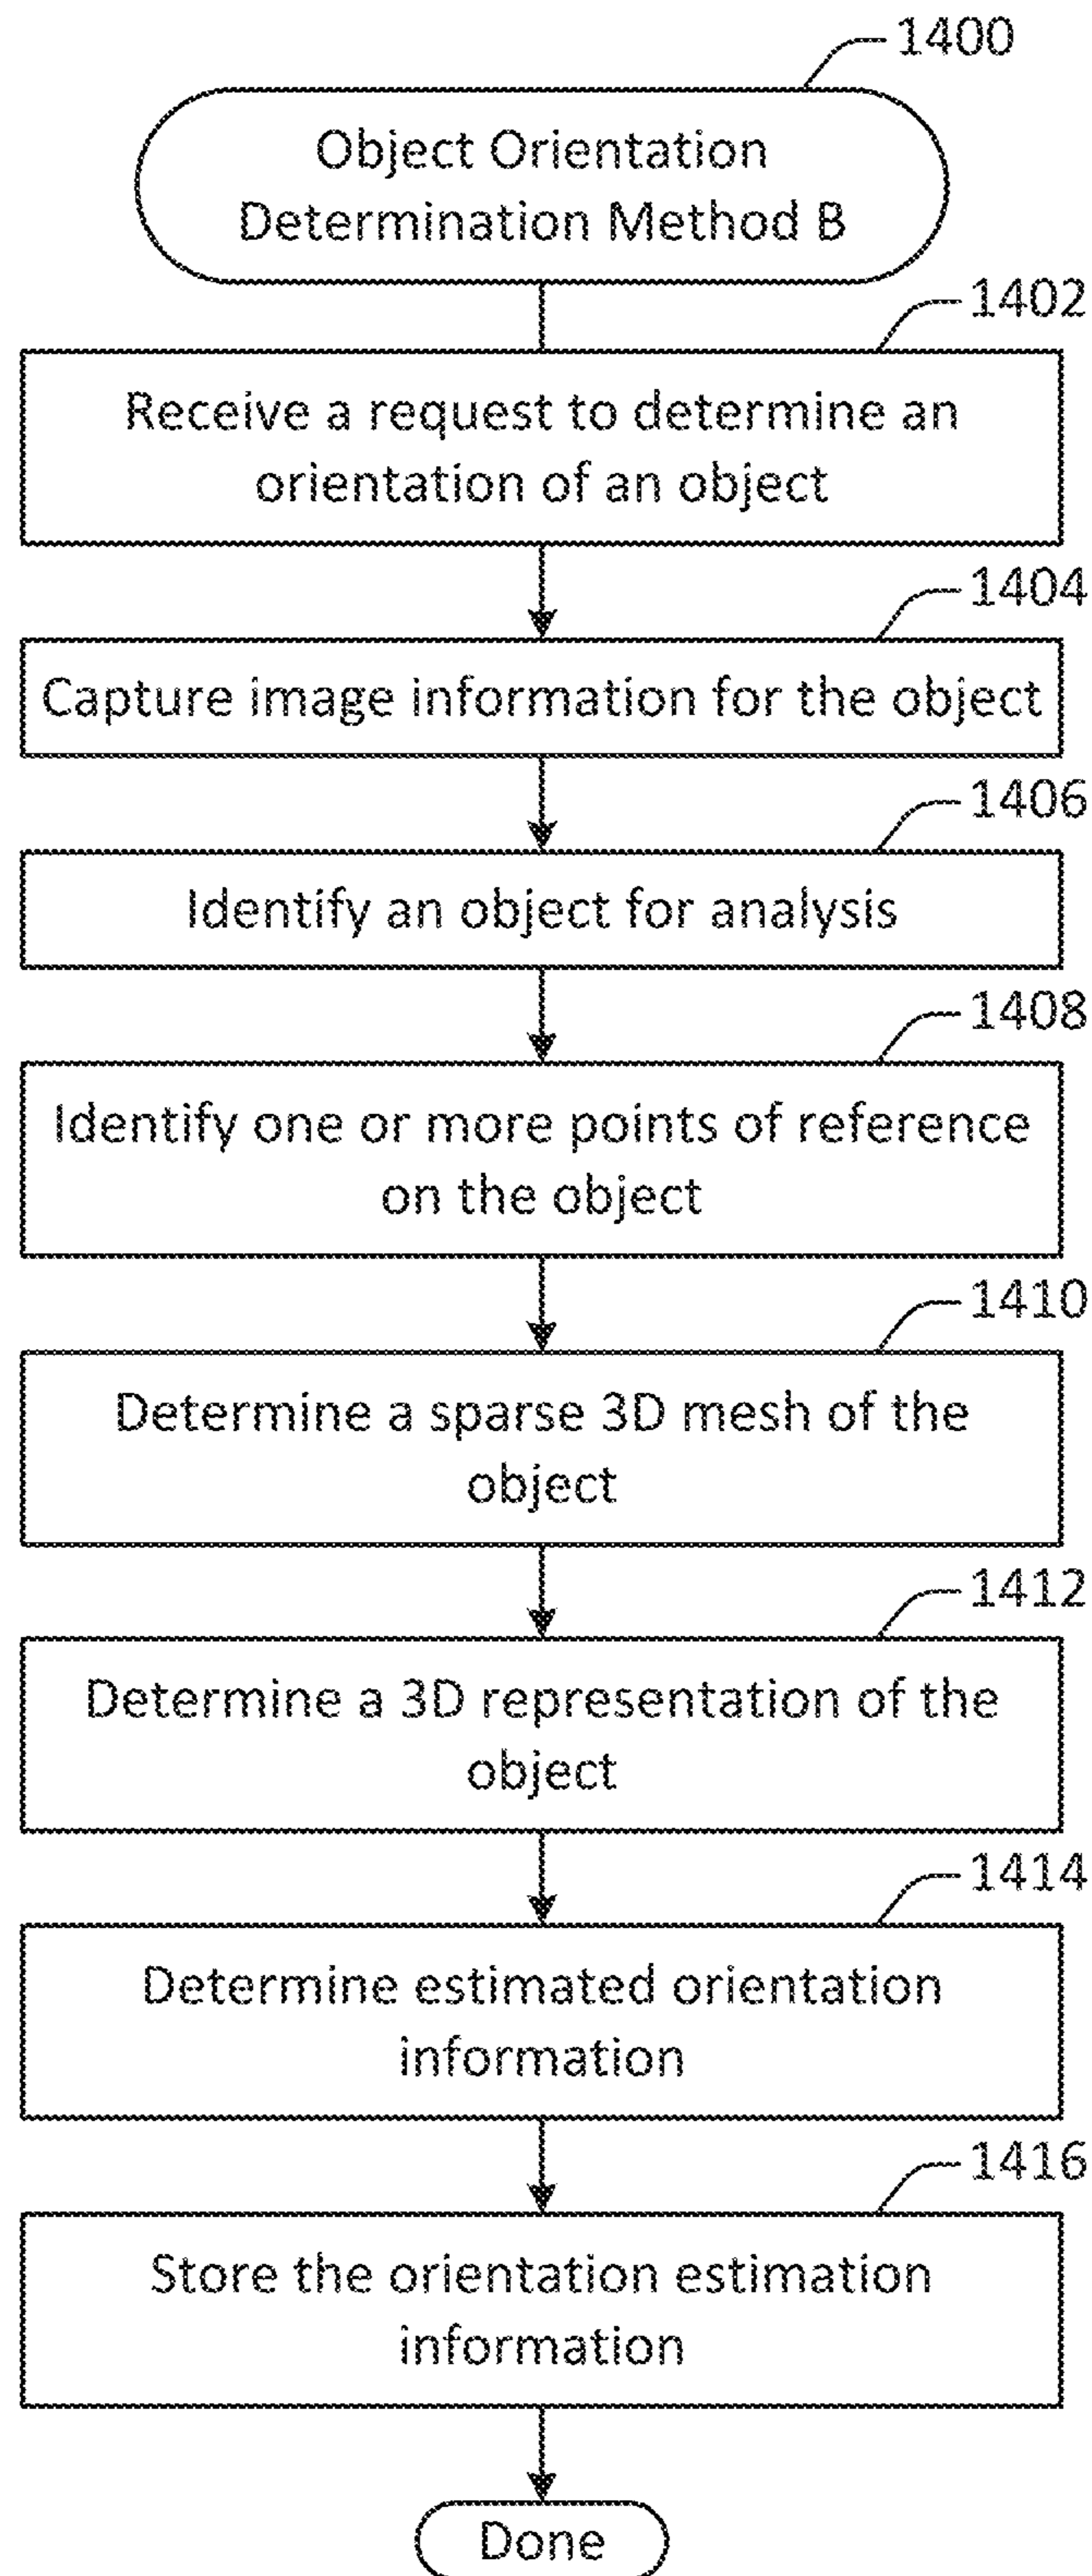 1400
Object Orientation
Determination Method B
1402
Receive a request to determine an
orientation of an object
1404
Capture image information for the object
1406
Identify an object for analysis
1408
Identify one or more points of reference
on the object
1410
Determine a sparse 3D mesh of the
object
1412
Determine a 3D representation of the
object
1414
Determine estimated orientation
information
1416
Store the orientation estimation
information
Done